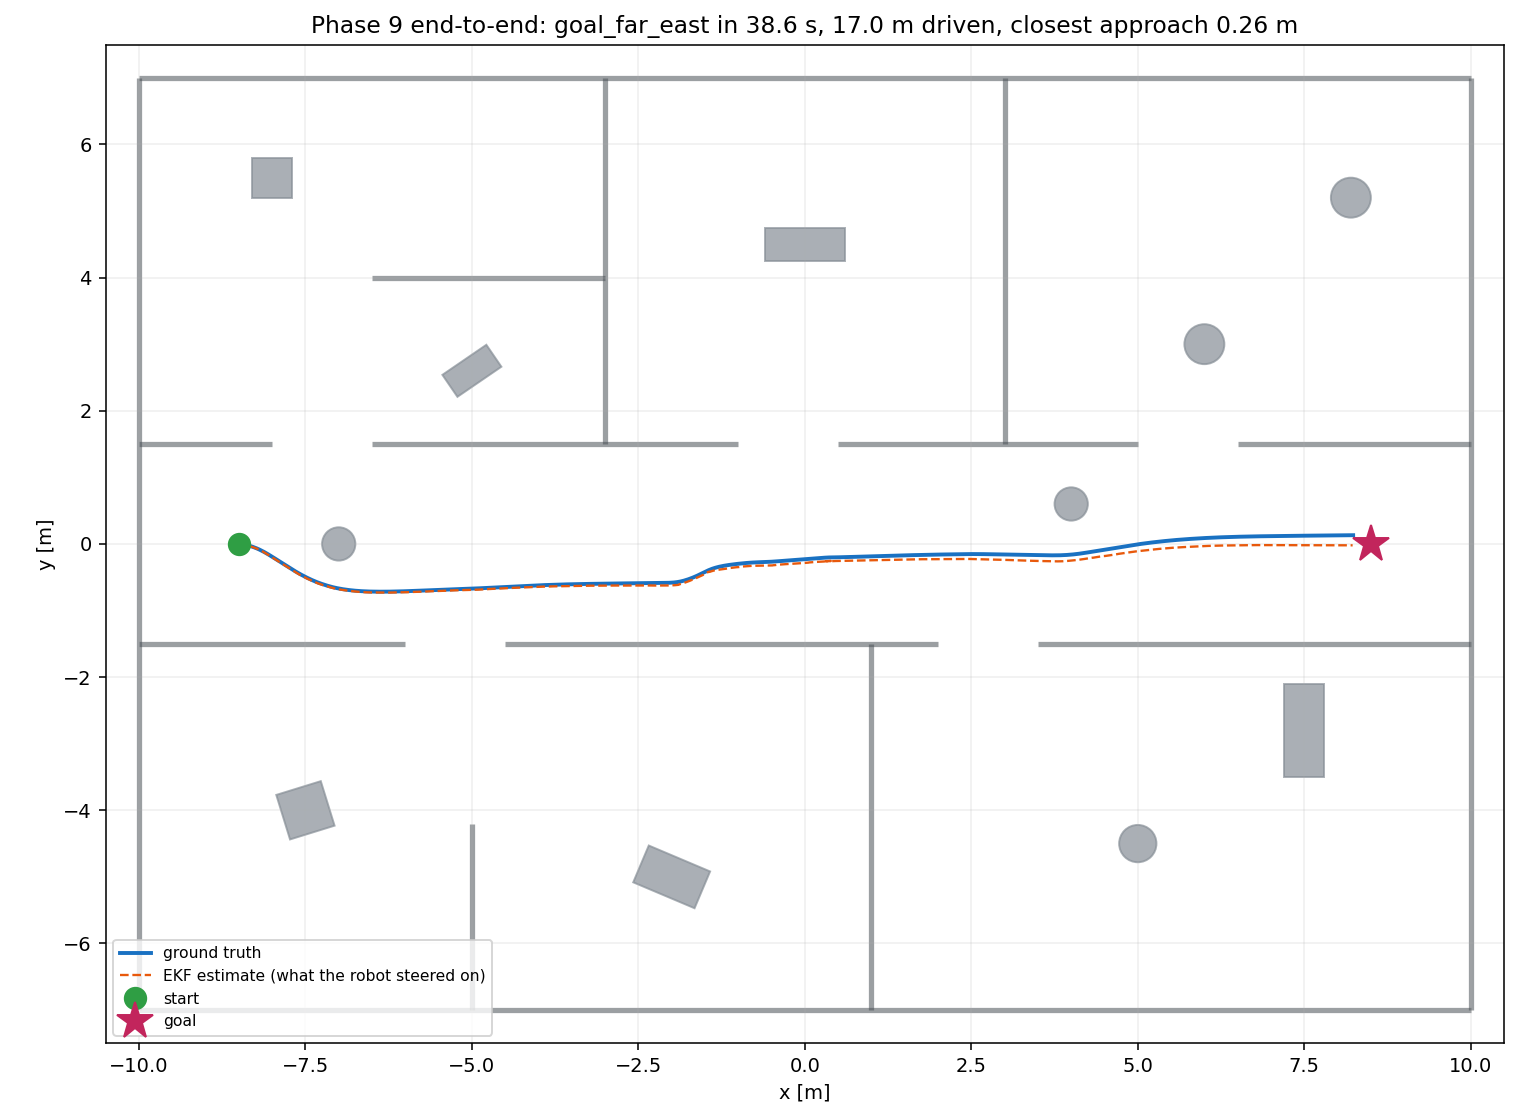 Phase 9 end-to-end: goal_far_east in 38.6 s, 17.0 m driven, closest approach 0.26 m
y [m]
6
4
2
0
−2
−4
−6
ground truth
EKF estimate (what the robot steered on)
start
goal
−10.0 −7.5 −5.0 −2.5 0.0 2.5 5.0 7.5 10.0
x [m]